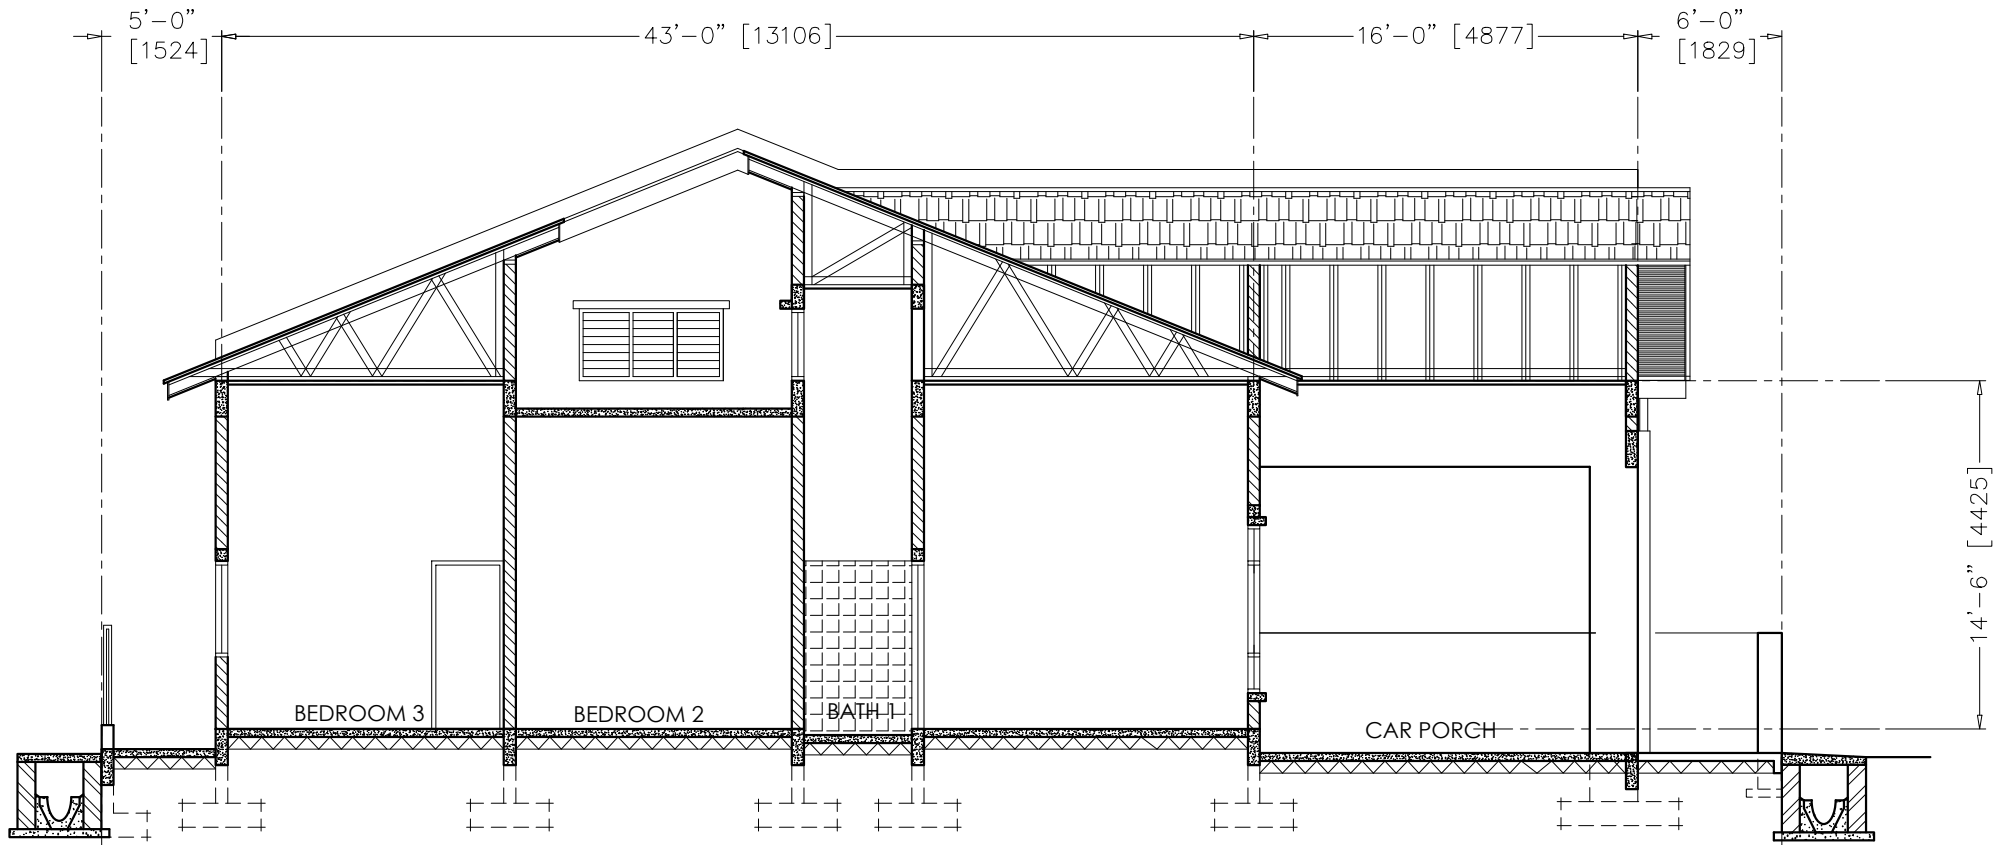 5'-0"
[1524]
43'-0" [13106]
16'-0" [4877]
6'-0"
[1829]
14'-6" [4425]
BEDROOM 3
BEDROOM 2
BATH 1
CAR PORCH